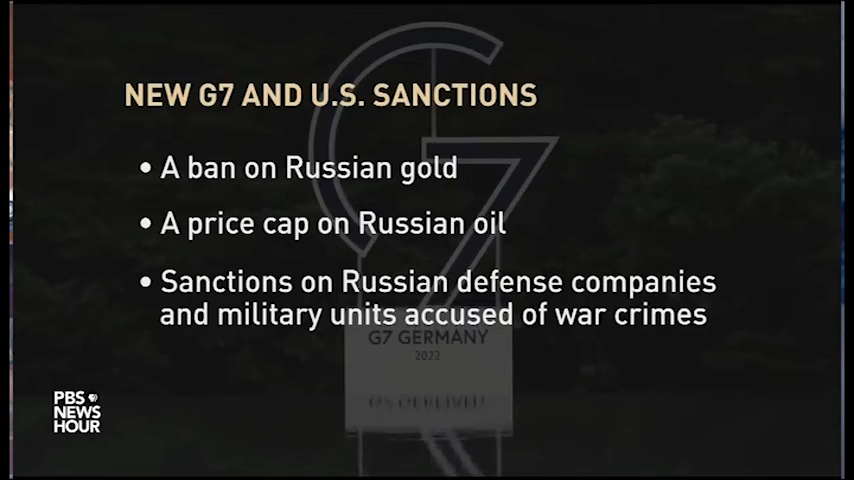 NEW G7 AND U.S. SANCTIONS
• A ban on Russian gold
• A price cap on Russian oil
• Sanctions on Russian defense companies
and military units accused of war crimes
G7
G7 GERMANY
2022
PBS
NEWS
HOUR